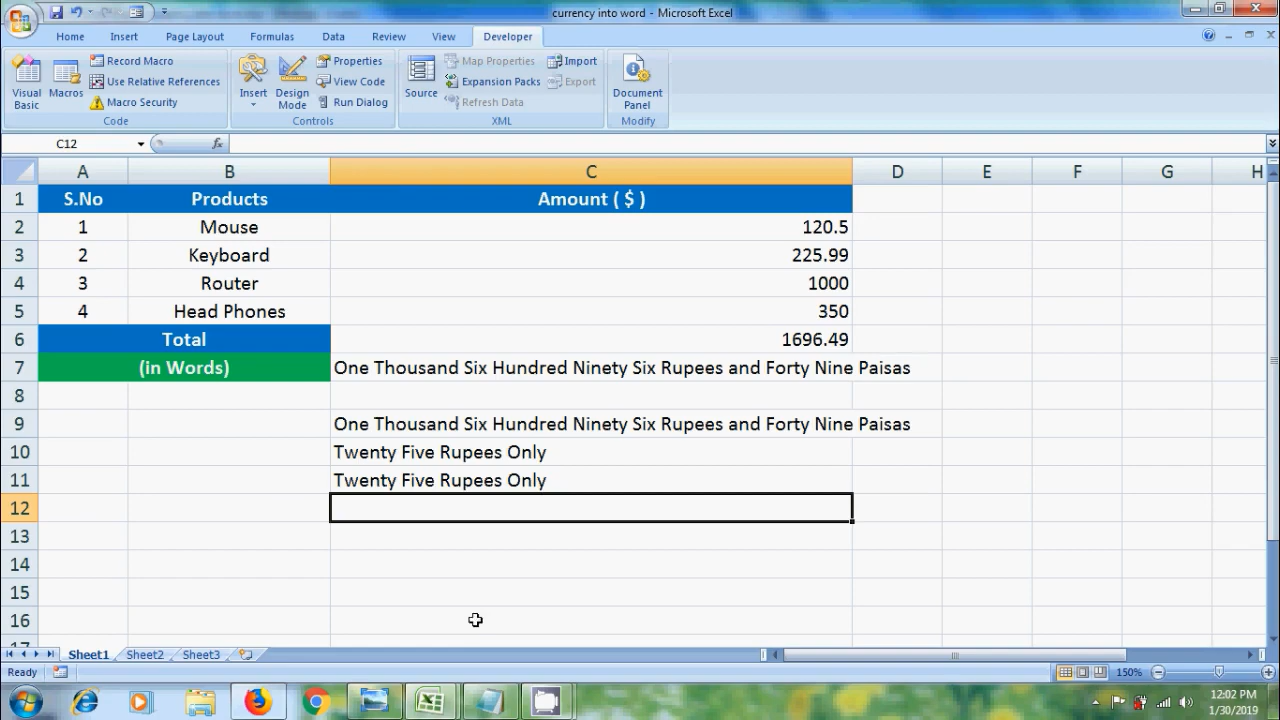 currency into word - Microsoft Excel
Home Insert Page Layout Formulas Data Review View Developer
Visual Basic Macros Record Macro Use Relative References Macro Security Code
Insert Design Mode Properties View Code Run Dialog Controls
Source Map Properties Expansion Packs Refresh Data Import Export XML
Document Panel Modify
C12 fx
A B C D E F G H
1 S.No Products Amount ( $ )
2 1 Mouse 120.5
3 2 Keyboard 225.99
4 3 Router 1000
5 4 Head Phones 350
6 Total 1696.49
7 (in Words) One Thousand Six Hundred Ninety Six Rupees and Forty Nine Paisas
8
9 One Thousand Six Hundred Ninety Six Rupees and Forty Nine Paisas
10 Twenty Five Rupees Only
11 Twenty Five Rupees Only
12
13
14
15
16
17
Sheet1 Sheet2 Sheet3
Ready 150%
12:02 PM
1/30/2019